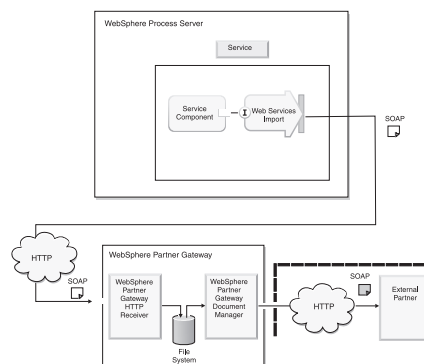 WebSphere Process Server
Service
Service
Component
I
Web Services
Import
SOAP
HTTP
SOAP
WebSphere Partner Gateway
WebSphere
Partner
Gateway
HTTP
Receiver
File
System
WebSphere
Partner
Gateway
Document
Manager
SOAP
HTTP
External
Partner